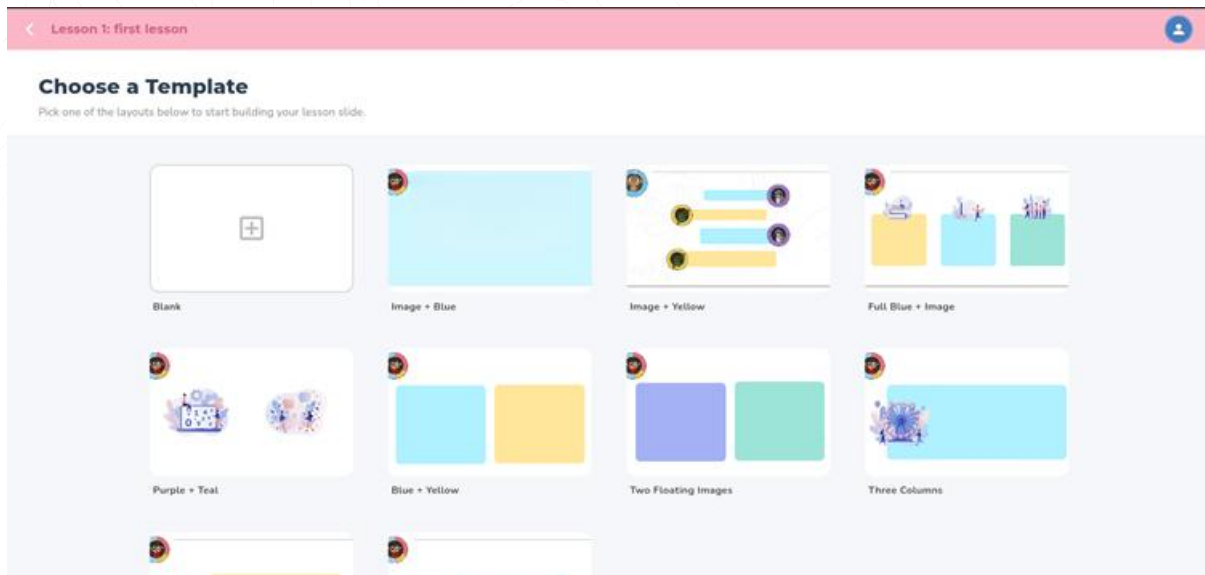 Lesson 1: first lesson
Choose a Template
Pick one of the layouts below to start building your lesson slide.
Blank
Image + Blue
Image + Yellow
Full Blue + Image
Purple + Teal
Blue + Yellow
Two Floating Images
Three Columns